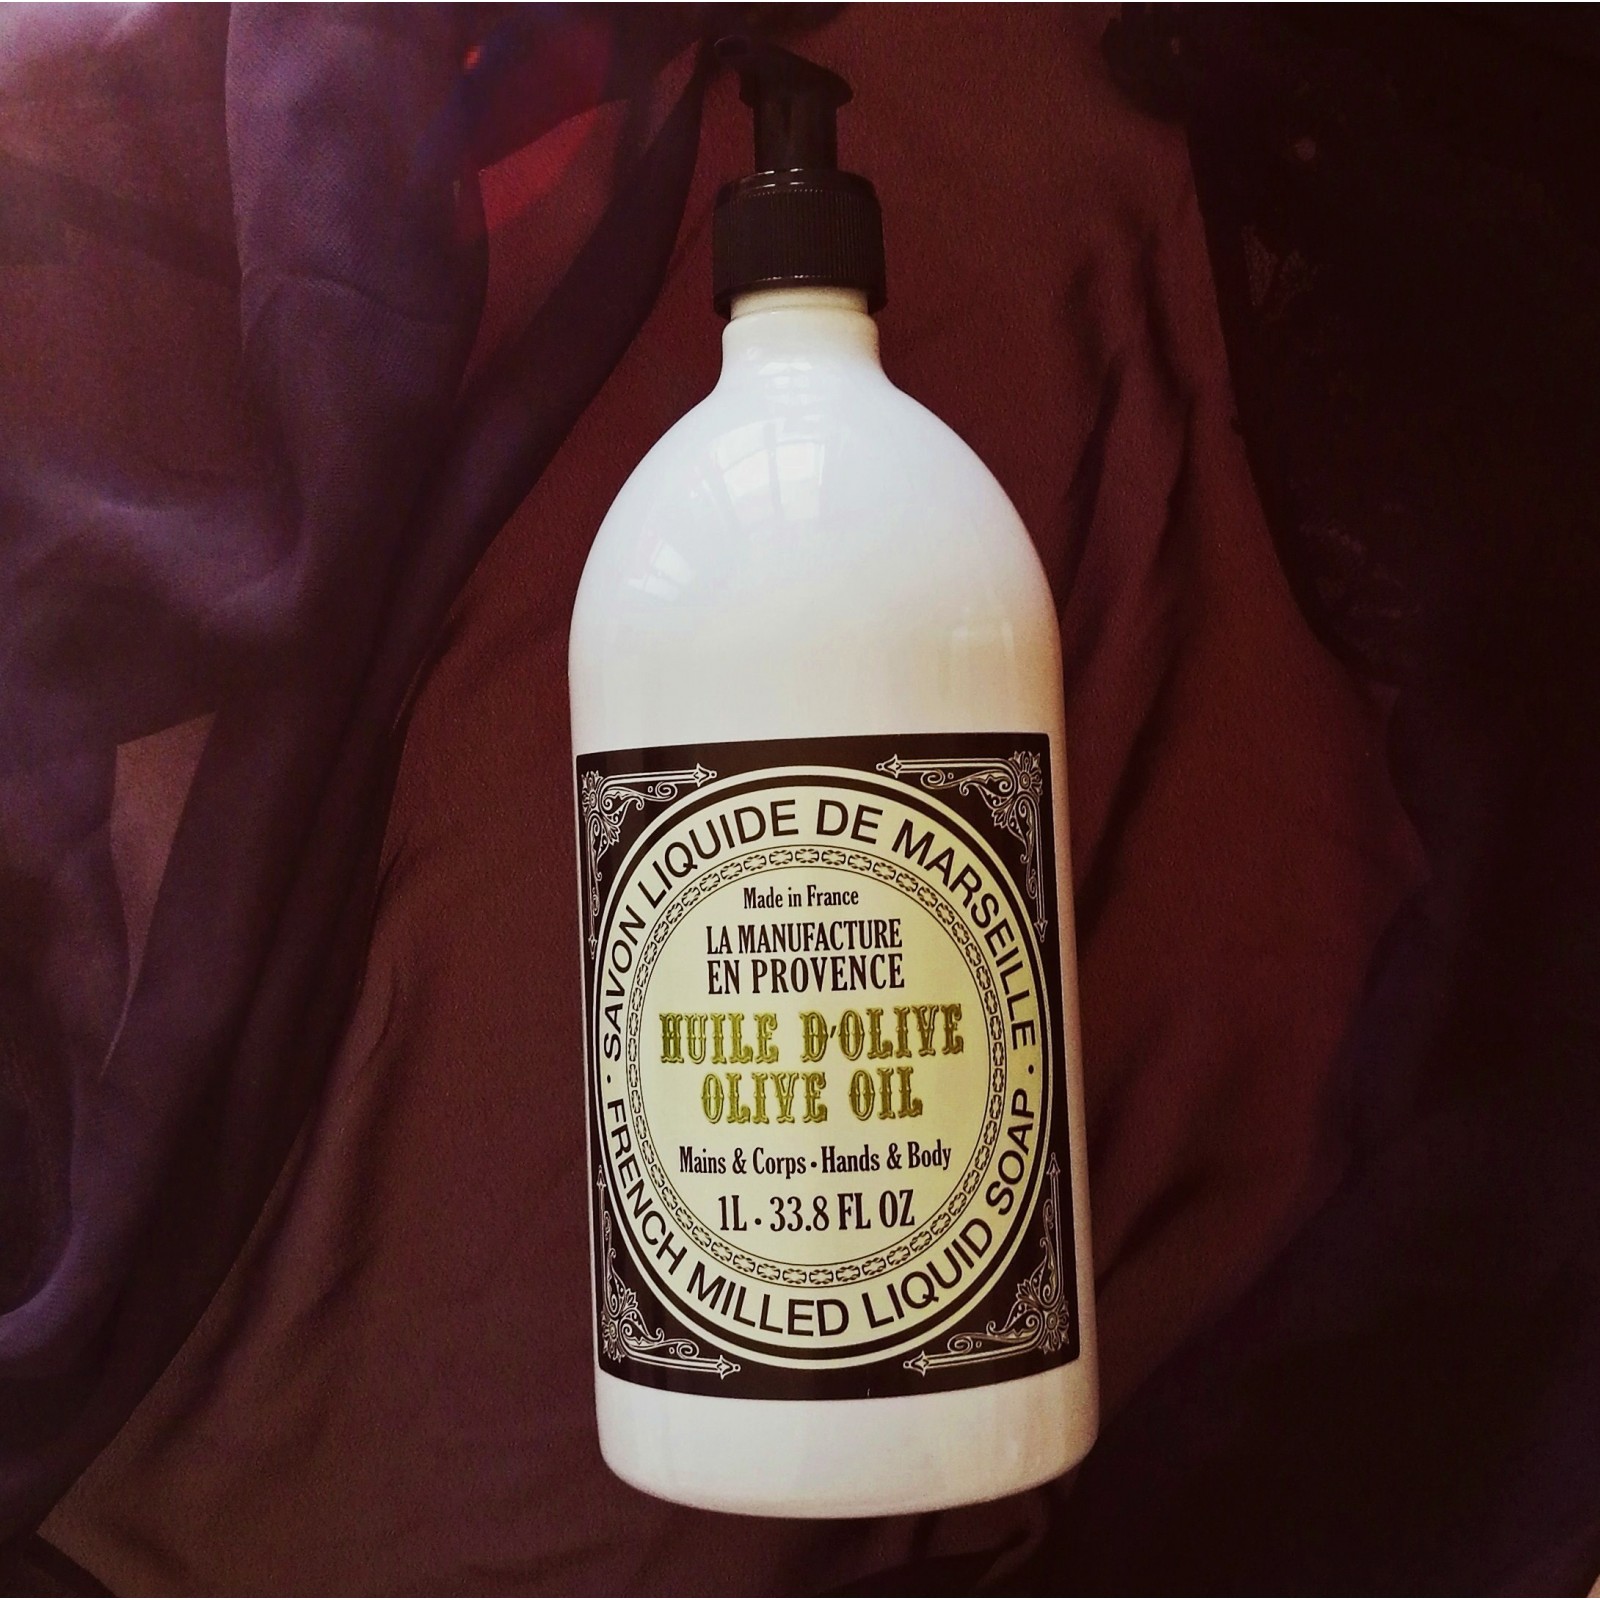 SAVON LIQUIDE DE MARSEILLE ·
Made in France
LA MANUFACTURE
EN PROVENCE
HUILE D'OLIVE
OLIVE OIL
Mains & Corps · Hands & Body
1L · 33.8 FL OZ
· FRENCH MILLED LIQUID SOAP